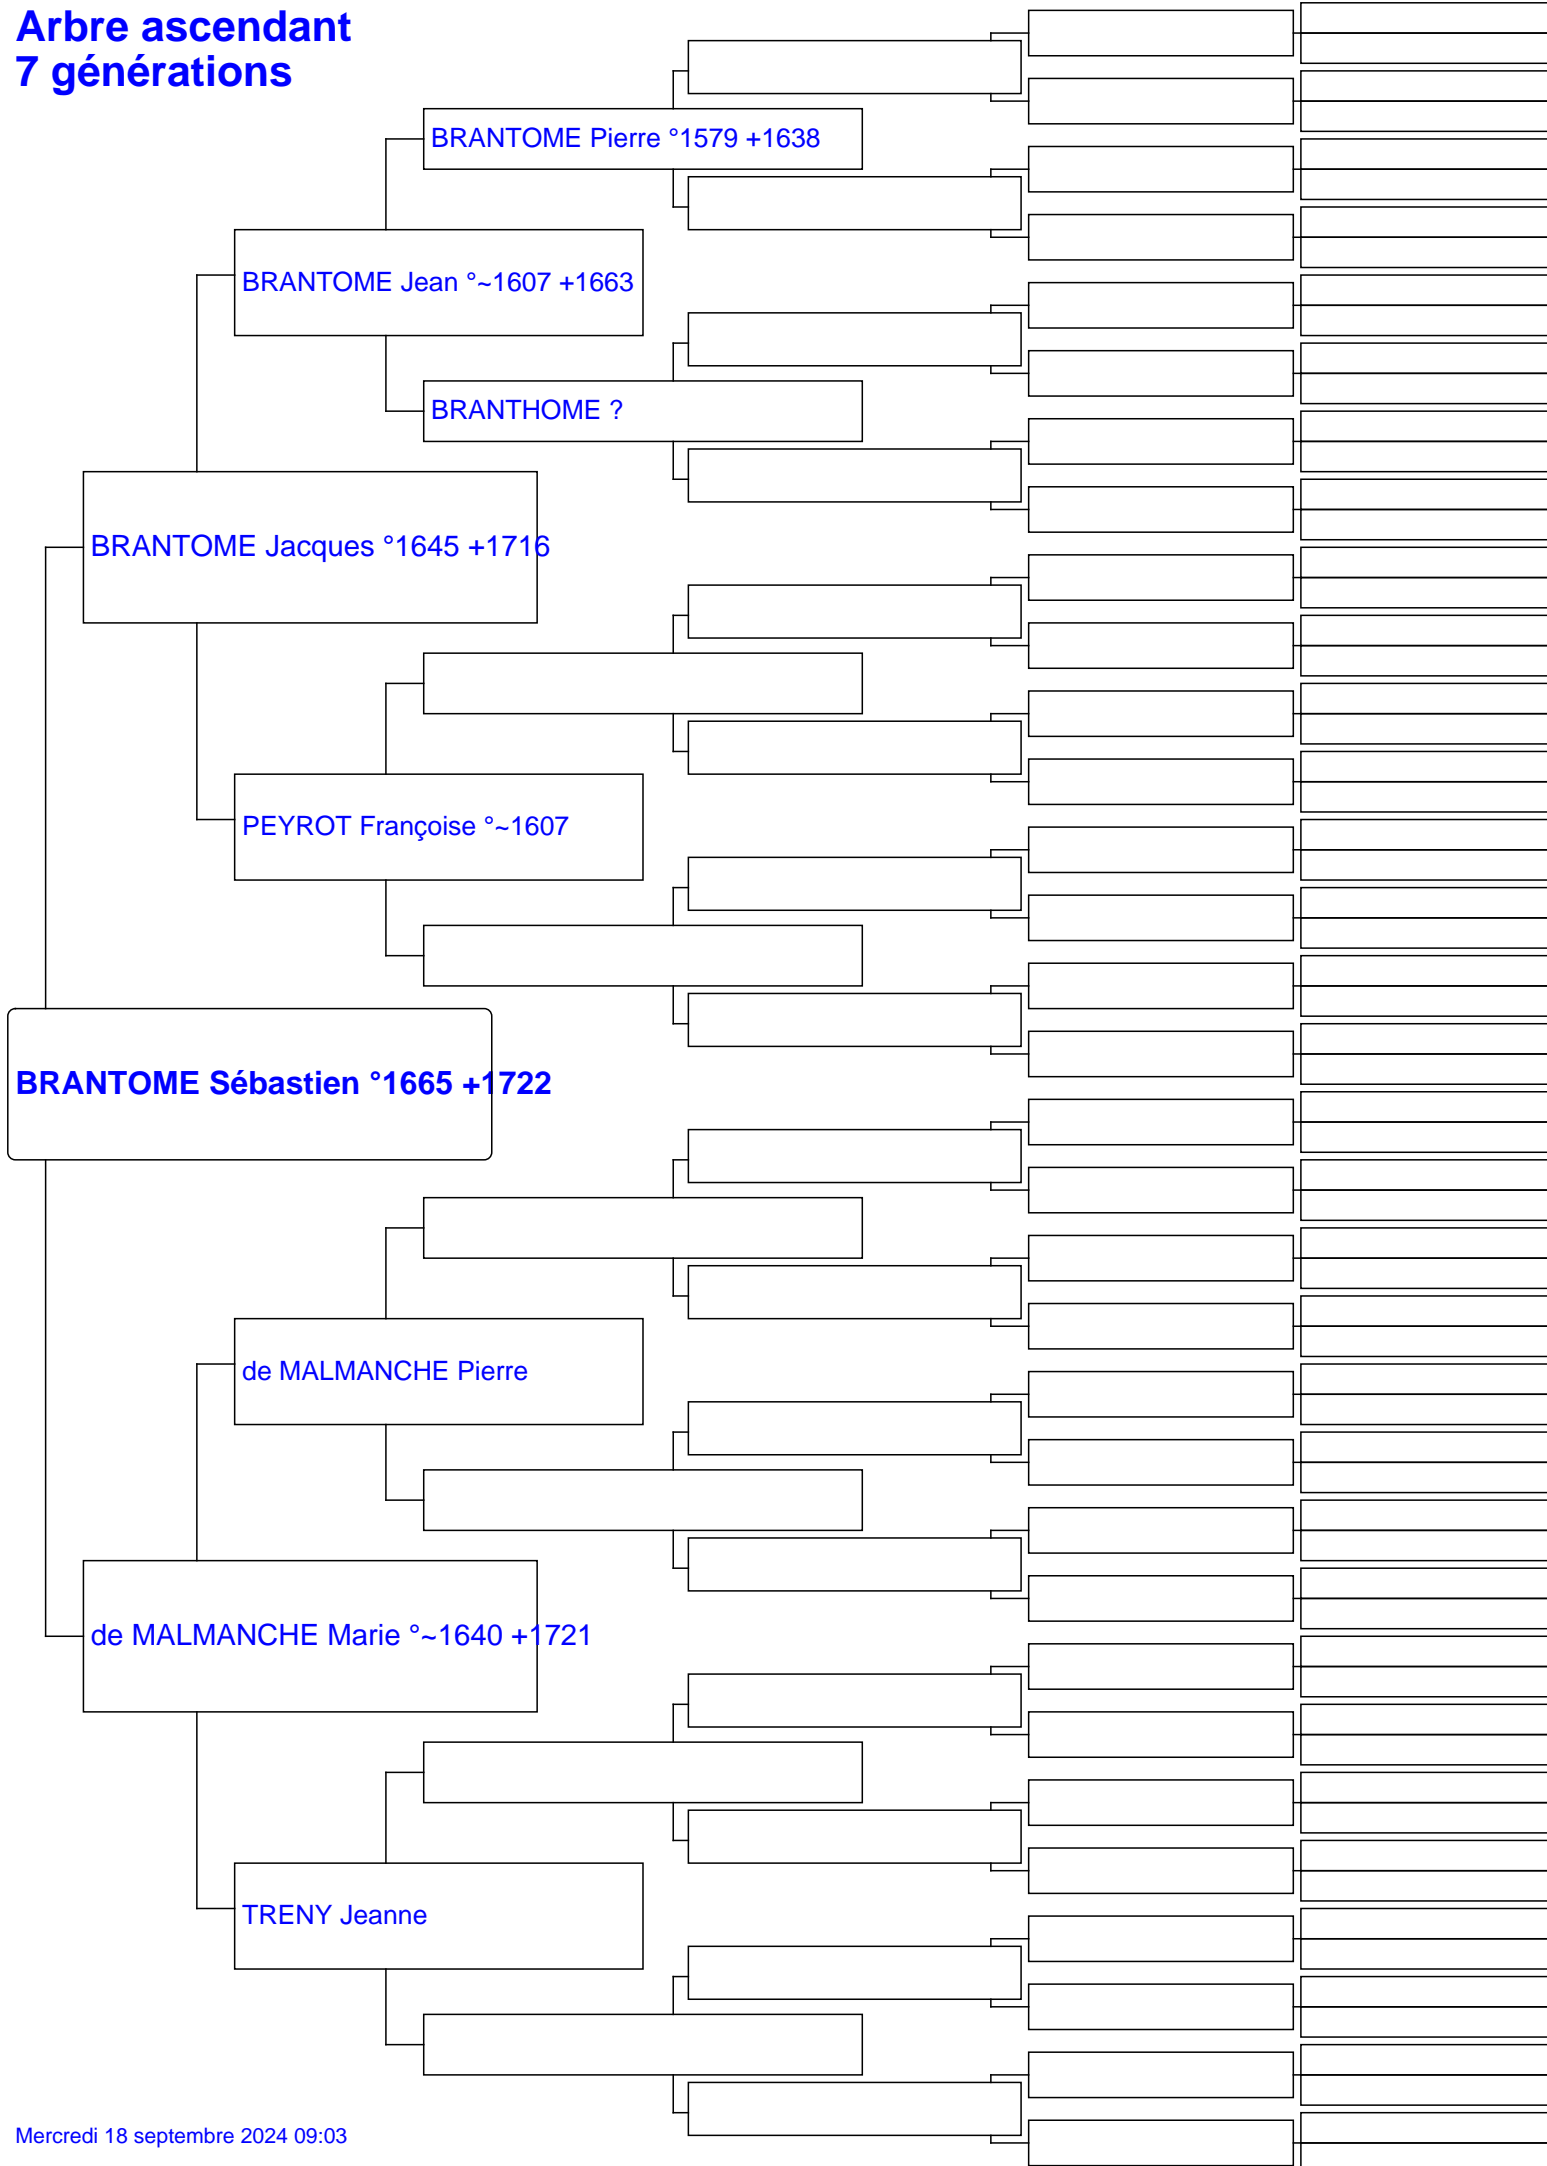 Arbre ascendant
7 générations
BRANTOME Pierre °1579 +1638
BRANTOME Jean °~1607 +1663
BRANTHOME ?
BRANTOME Jacques °1645 +1716
PEYROT Françoise °~1607
BRANTOME Sébastien °1665 +1722
de MALMANCHE Pierre
de MALMANCHE Marie °~1640 +1721
TRENY Jeanne
Mercredi 18 septembre 2024 09:03